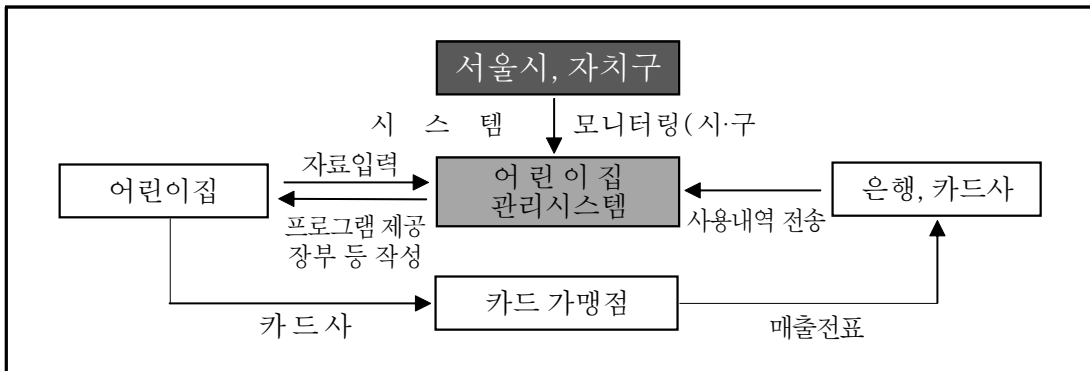 서울시, 자치구
시 스 템 모니터링(시·구
자료입력
어린이집
어 린 이 집
관리시스템
은행, 카드사
프로그램 제공
장부 등 작성
사용내역 전송
카드 가맹점
카 드 사
매출전표